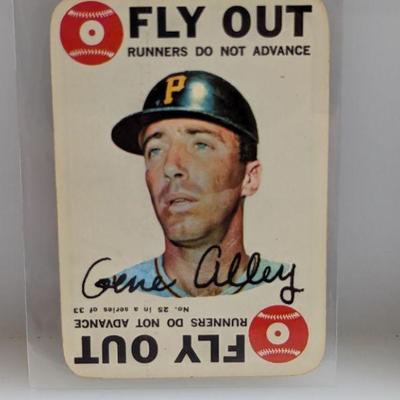 FLY OUT
RUNNERS DO NOT ADVANCE
P
Gene Alley
No. 25 in a series of 33
RUNNERS DO NOT ADVANCE
FLY OUT